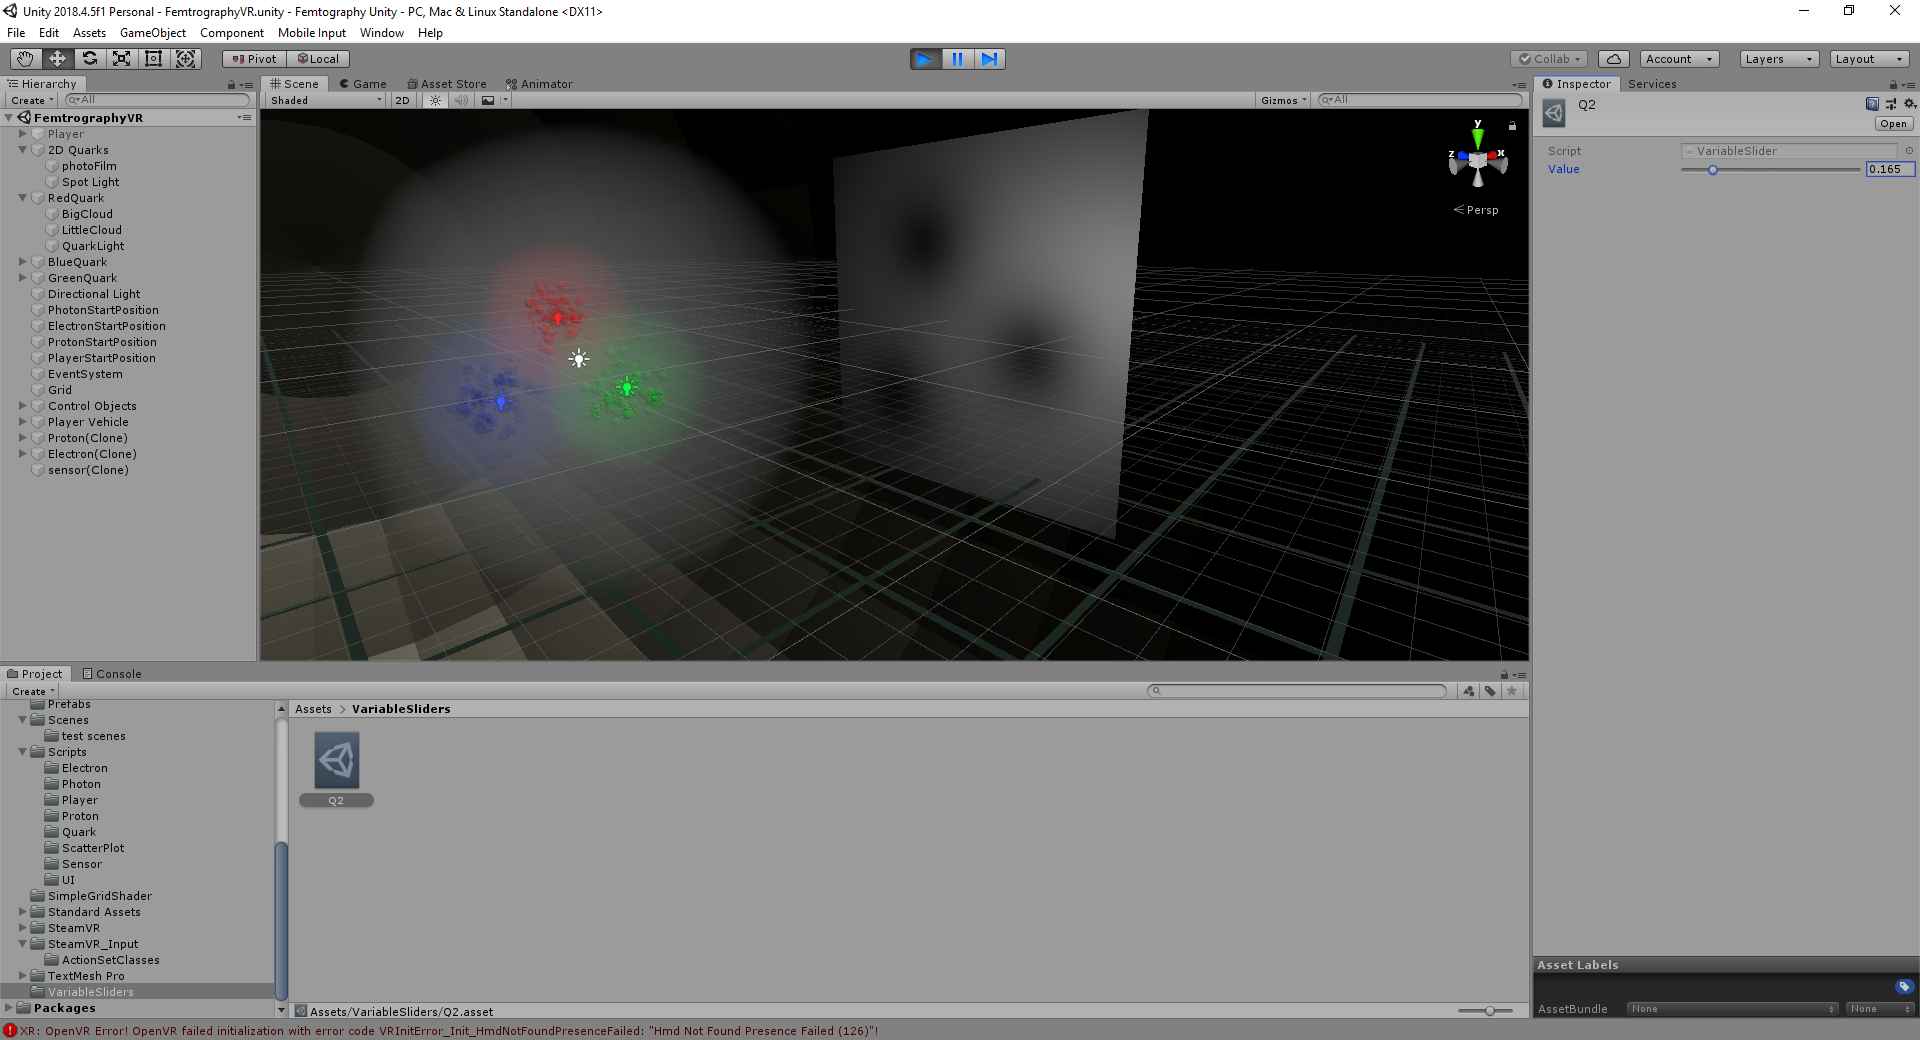 Unity 2018.4.5f1 Personal - FemtrographyVR.unity - Femtography Unity - PC, Mac & Linux Standalone <DX11>
File Edit Assets GameObject Component Mobile Input Window Help
Pivot Local Collab Account Layers Layout
Hierarchy
Create All
FemtrographyVR
Player
2D Quarks
photoFilm
Spot Light
RedQuark
BigCloud
LittleCloud
QuarkLight
BlueQuark
GreenQuark
Directional Light
PhotonStartPosition
ElectronStartPosition
ProtonStartPosition
PlayerStartPosition
EventSystem
Grid
Control Objects
Player Vehicle
Proton(Clone)
Electron(Clone)
sensor(Clone)
Scene Game Asset Store Animator
Shaded 2D Gizmos All
y
z x
Persp
Inspector Services
Q2
Open
Script VariableSlider
Value 0.165
Project Console
Create
Prefabs
Scenes
test scenes
Scripts
Electron
Photon
Player
Proton
Quark
ScatterPlot
Sensor
UI
SimpleGridShader
Standard Assets
SteamVR
SteamVR_Input
ActionSetClasses
TextMesh Pro
VariableSliders
Packages
Assets > VariableSliders
Q2
Assets/VariableSliders/Q2.asset
Asset Labels
AssetBundle None None
XR: OpenVR Error! OpenVR failed initialization with error code VRInitError_Init_HmdNotFoundPresenceFailed: "Hmd Not Found Presence Failed (126)"!